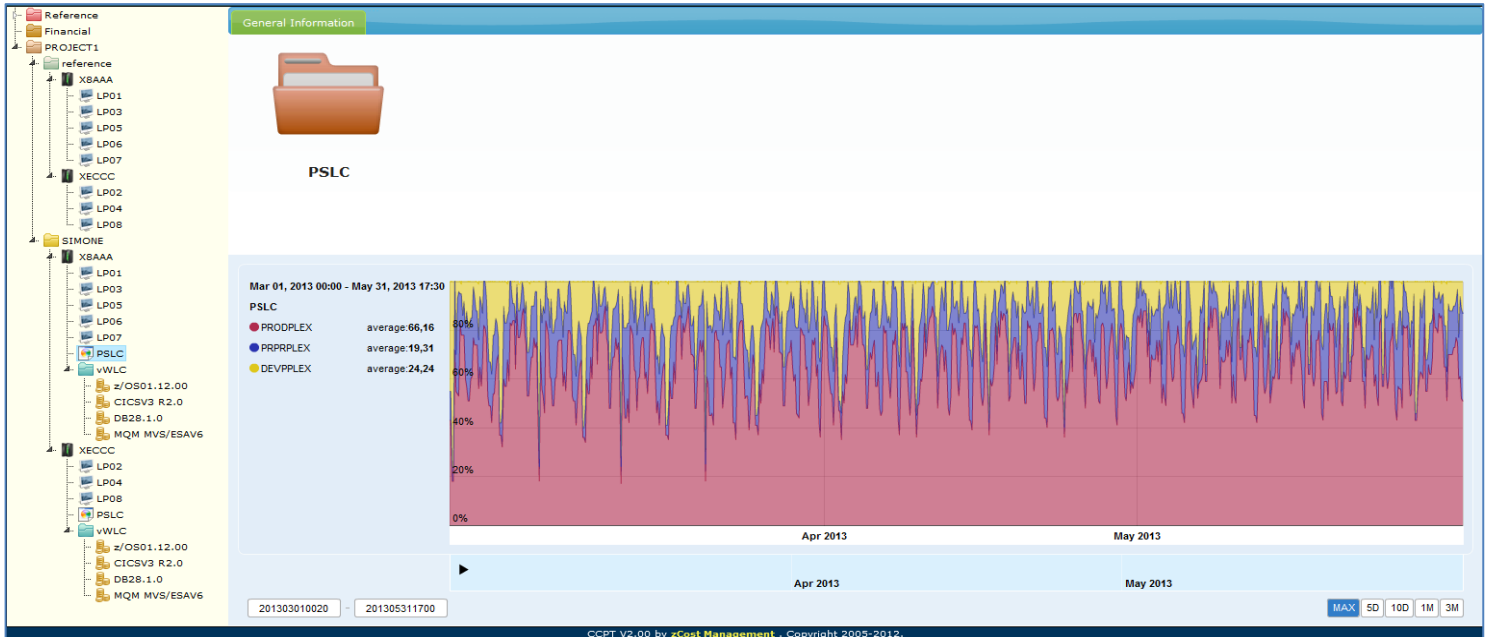 Reference
Financial
PROJECT1
reference
X8AAA
LP01
LP03
LP05
LP06
LP07
XECCC
LP02
LP04
LP08
SIMONE
X8AAA
LP01
LP03
LP05
LP06
LP07
PSLC
vWLC
z/OS01.12.00
CICSV3 R2.0
DB28.1.0
MQM MVS/ESAV6
XECCC
LP02
LP04
LP08
PSLC
vWLC
z/OS01.12.00
CICSV3 R2.0
DB28.1.0
MQM MVS/ESAV6
General Information
PSLC
Mar 01, 2013 00:00 - May 31, 2013 17:30
PSLC
PRODPLEX average:66,16
PRPRPLEX average:19,31
DEVPPLEX average:24,24
80%
60%
40%
20%
0%
Apr 2013 May 2013
Apr 2013 May 2013
201303010020 - 201305311700
MAX 5D 10D 1M 3M
CCPT V2.00 by zCost Management . Copyright 2005-2012.